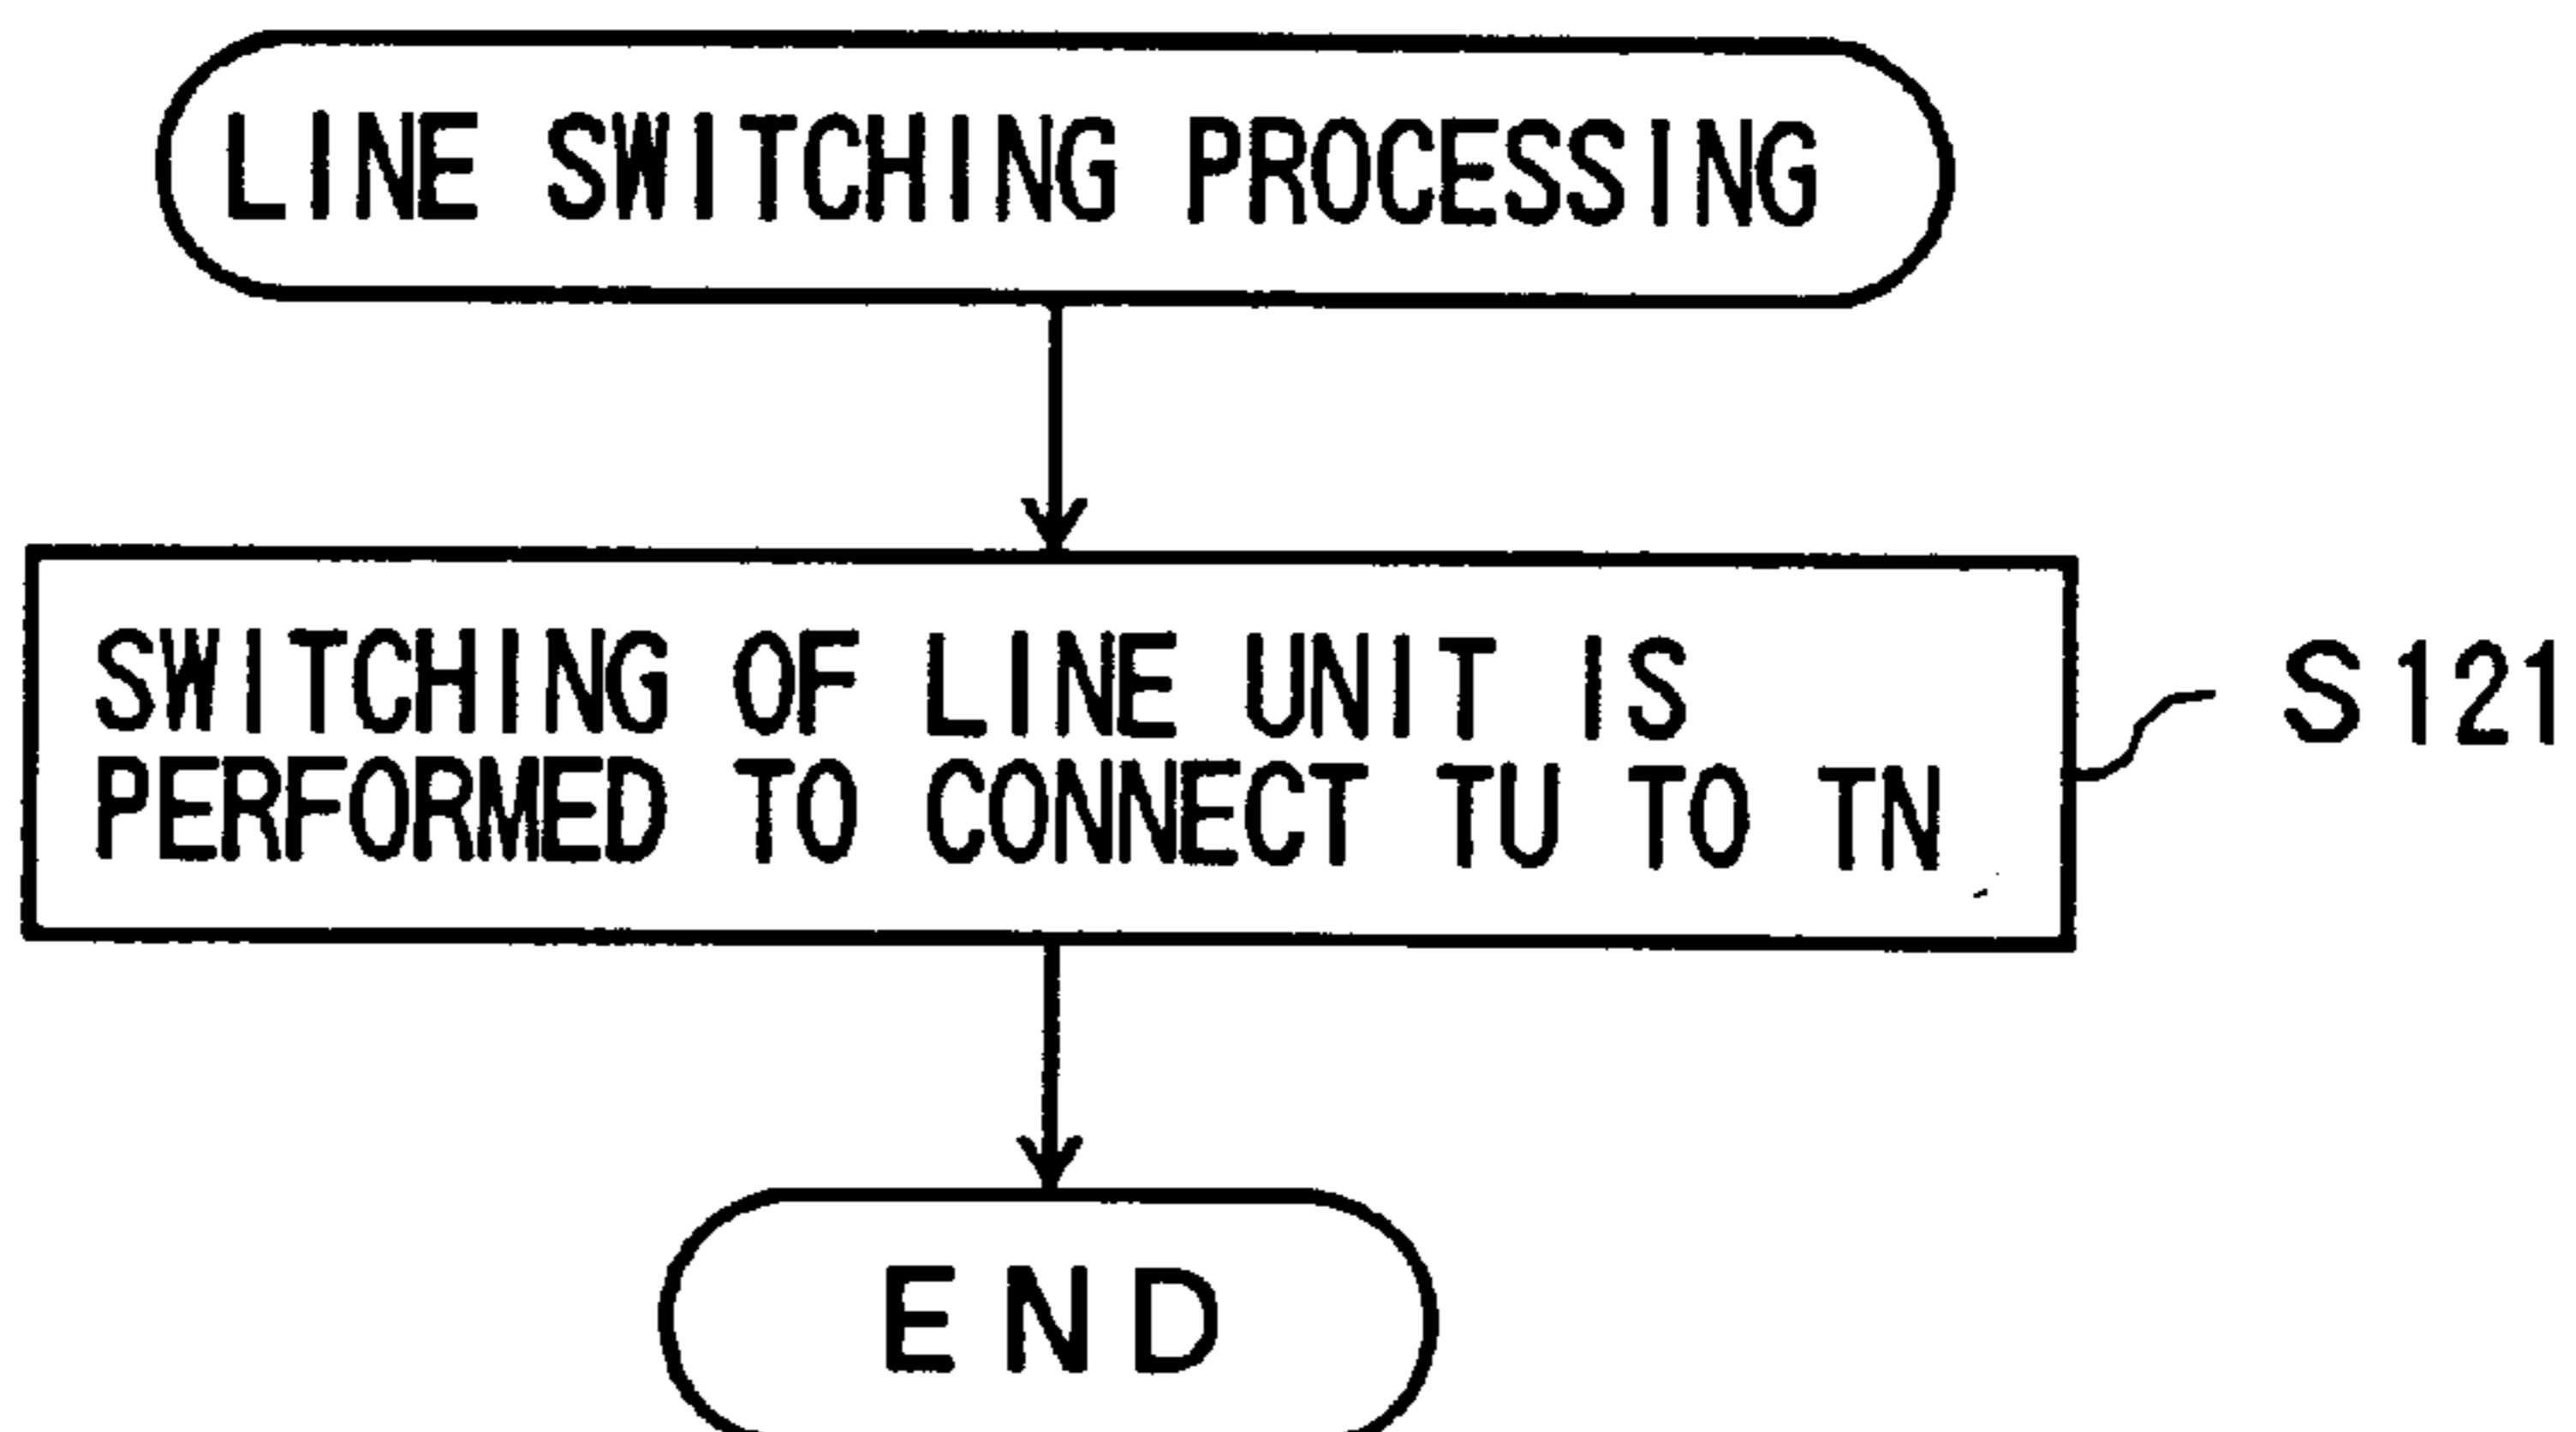 LINE SWITCHING PROCESSING
SWITCHING OF LINE UNIT IS
PERFORMED TO CONNECT TU TO TN
S121
END